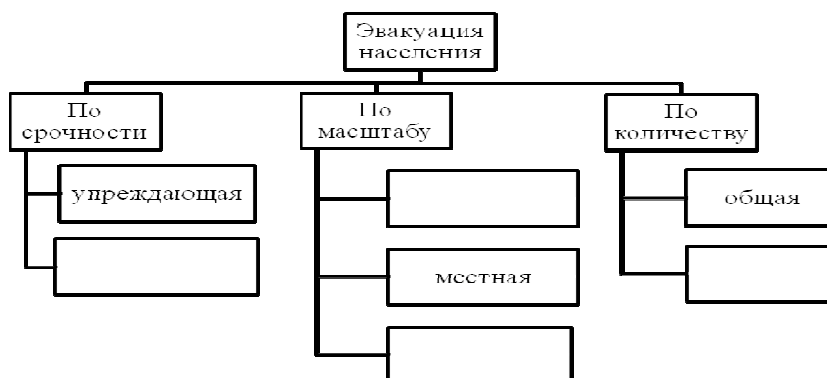 Эвакуация
населения
По
срочности
По
масштабу
По
количеству
упреждающая
местная
общая